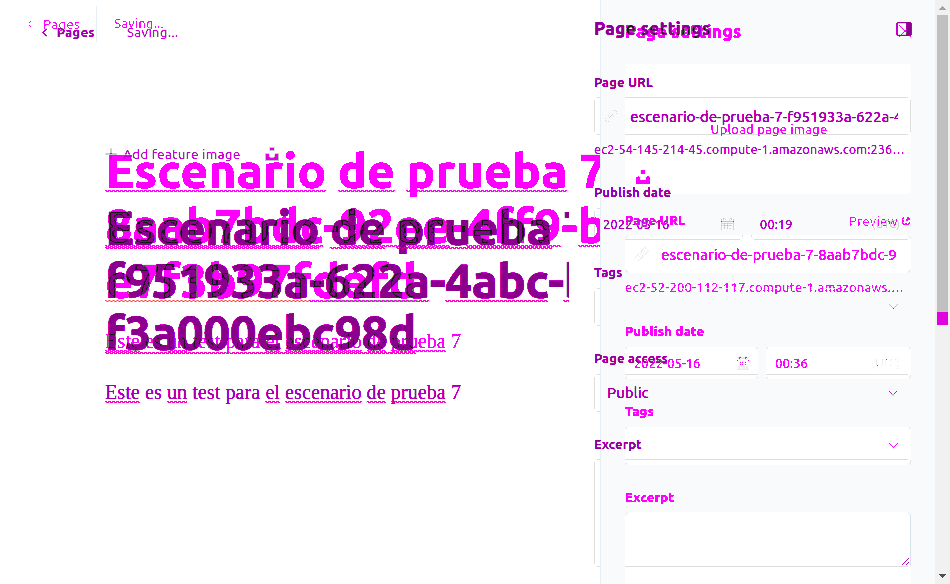 Pages
Saving...
Pages
Saving...
Page settings
Page settings
Page URL
escenario-de-prueba-7-f951933a-622a-4
Upload page image
ec2-54-145-214-45.compute-1.amazonaws.com:236...
Add feature image
Escenario de prueba 7
Publish date
Escenario de prueba
Page URL
2022-05-16
00:19
Preview
escenario-de-prueba-7-8aab7bdc-9
Tags
f951933a-622a-4abc-
ec2-52-200-112-117.compute-1.amazonaws....
f3a000ebc98d
Publish date
Este es un test para el escenario de prueba 7
Page access
2022-05-16
00:36
Este es un test para el escenario de prueba 7
Public
Tags
Excerpt
Excerpt